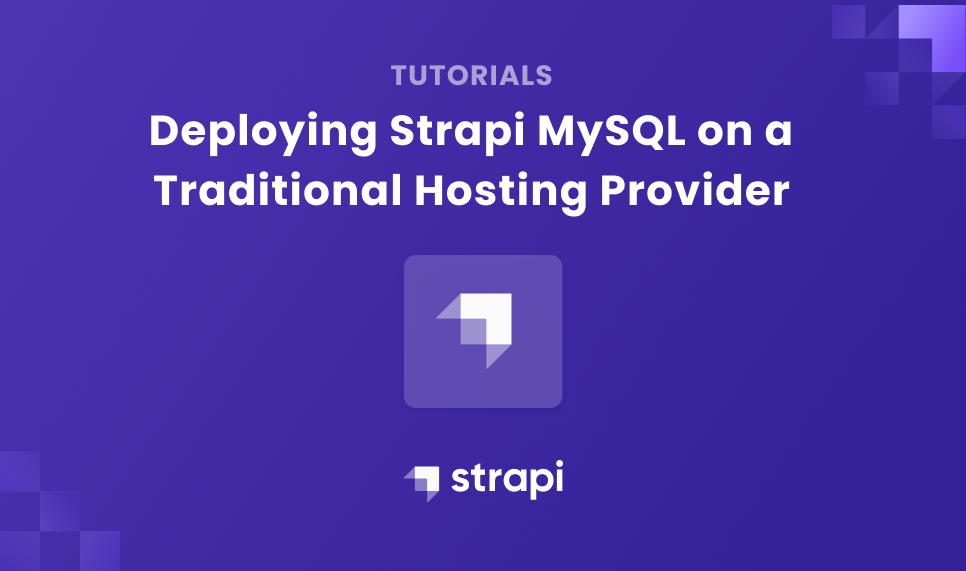 TUTORIALS
Deploying Strapi MySQL on a
Traditional Hosting Provider
strapi